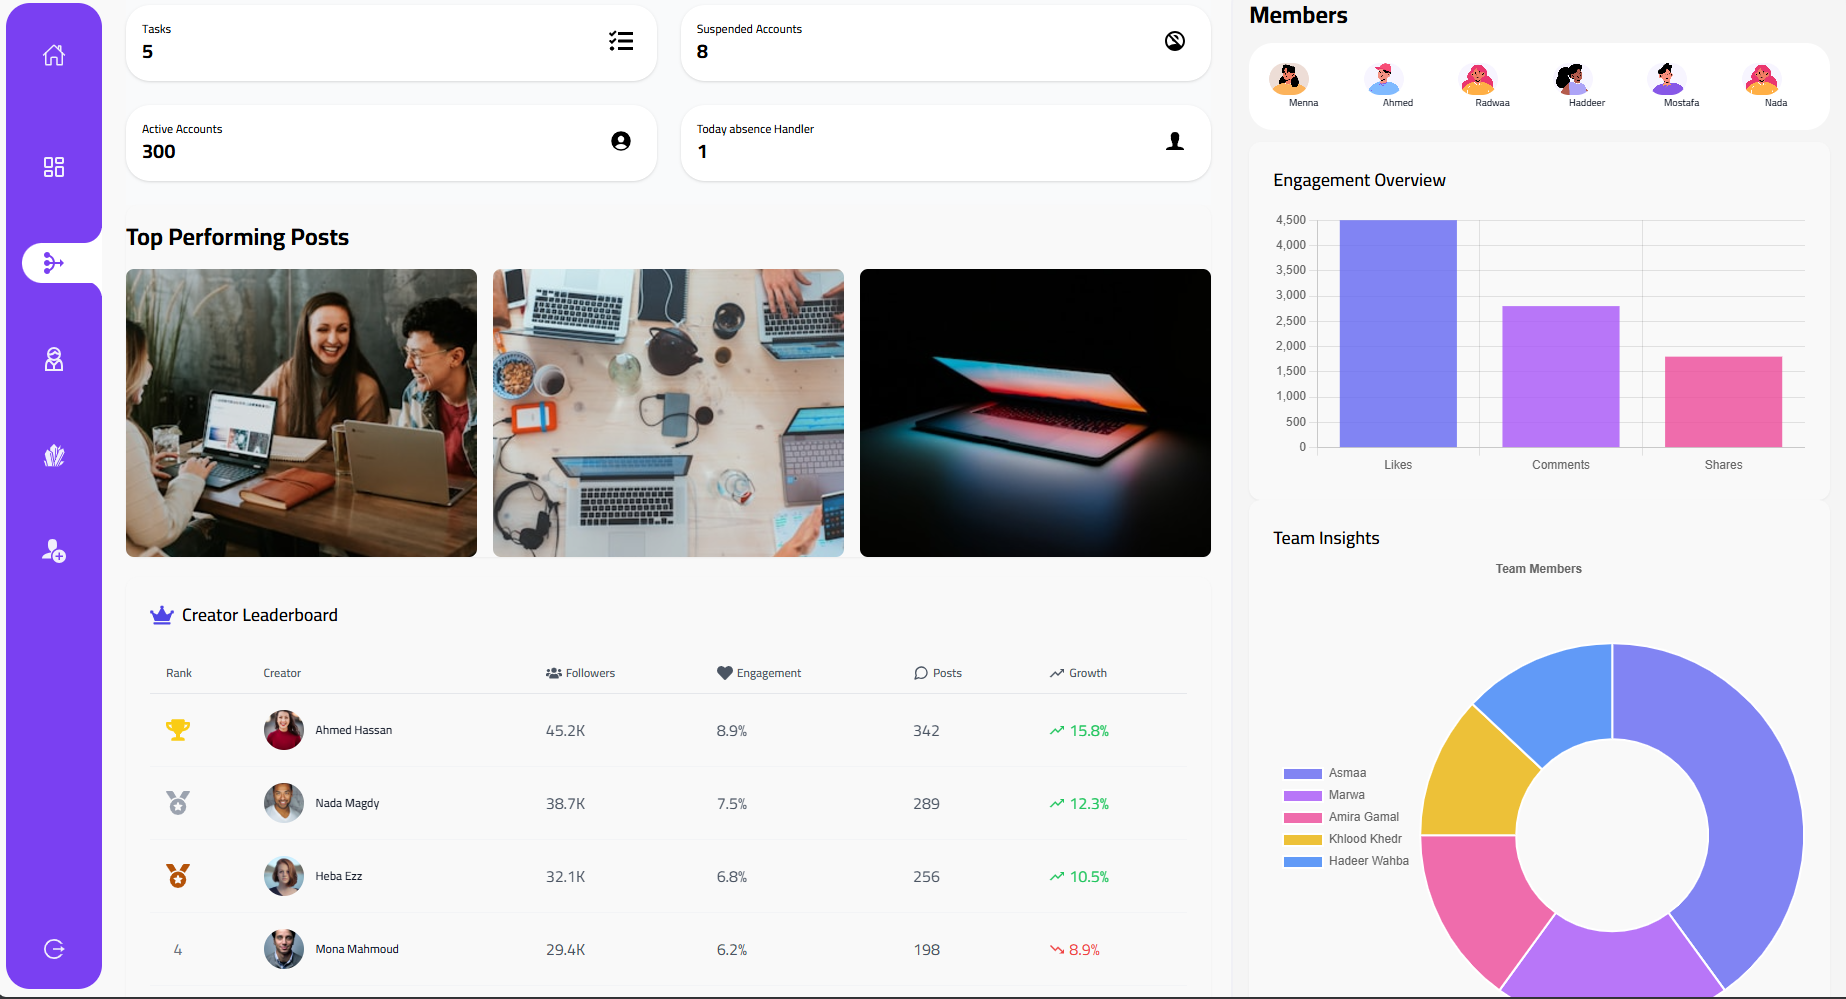 Tasks
5
Suspended Accounts
8
Active Accounts
300
Today absence Handler
1
Top Performing Posts
Creator Leaderboard
Rank Creator Followers Engagement Posts Growth
Ahmed Hassan 45.2K 8.9% 342 15.8%
Nada Magdy 38.7K 7.5% 289 12.3%
Heba Ezz 32.1K 6.8% 256 10.5%
4 Mona Mahmoud 29.4K 6.2% 198 8.9%
Members
Menna Ahmed Radwaa Haddeer Mostafa Nada
Engagement Overview
4,500
4,000
3,500
3,000
2,500
2,000
1,500
1,000
500
0
Likes Comments Shares
Team Insights
Team Members
Asmaa
Marwa
Amira Gamal
Khlood Khedr
Hadeer Wahba